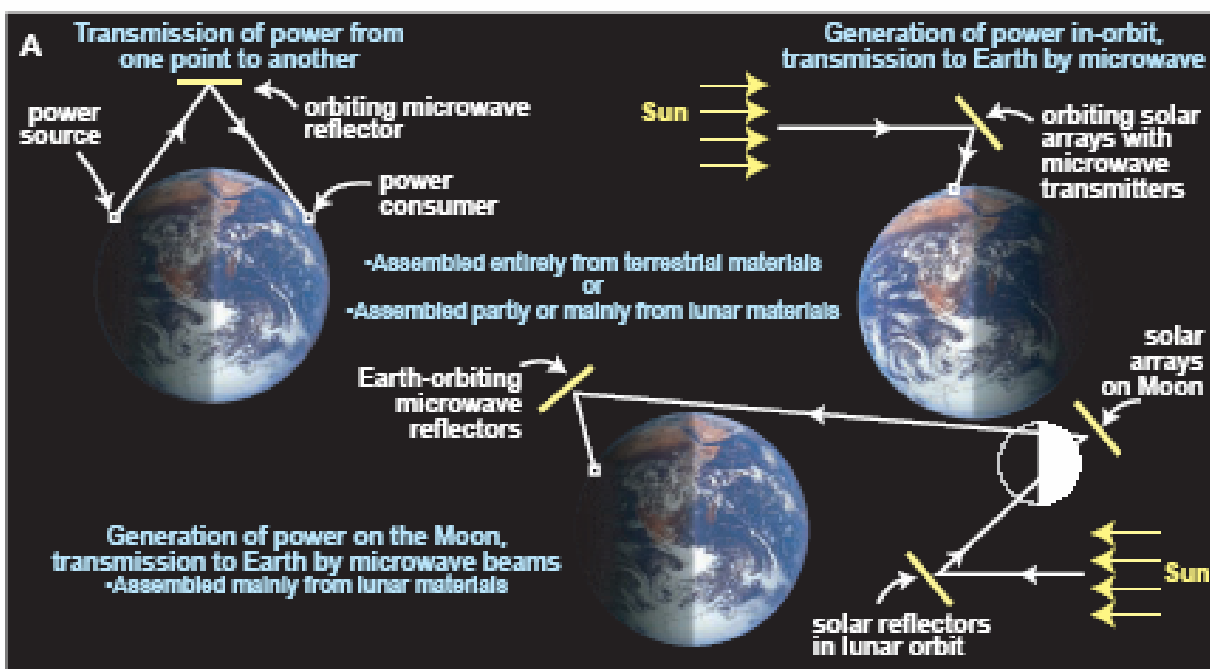 A
Transmission of power from
one point to another
power
source
orbiting microwave
reflector
power
consumer
Generation of power in-orbit,
transmission to Earth by microwave
Sun
orbiting solar
arrays with
microwave
transmitters
•Assembled entirely from terrestrial materials
or
•Assembled partly or mainly from lunar materials
Earth-orbiting
microwave
reflectors
solar
arrays
on Moon
Generation of power on the Moon,
transmission to Earth by microwave beams
•Assembled mainly from lunar materials
Sun
solar reflectors
in lunar orbit